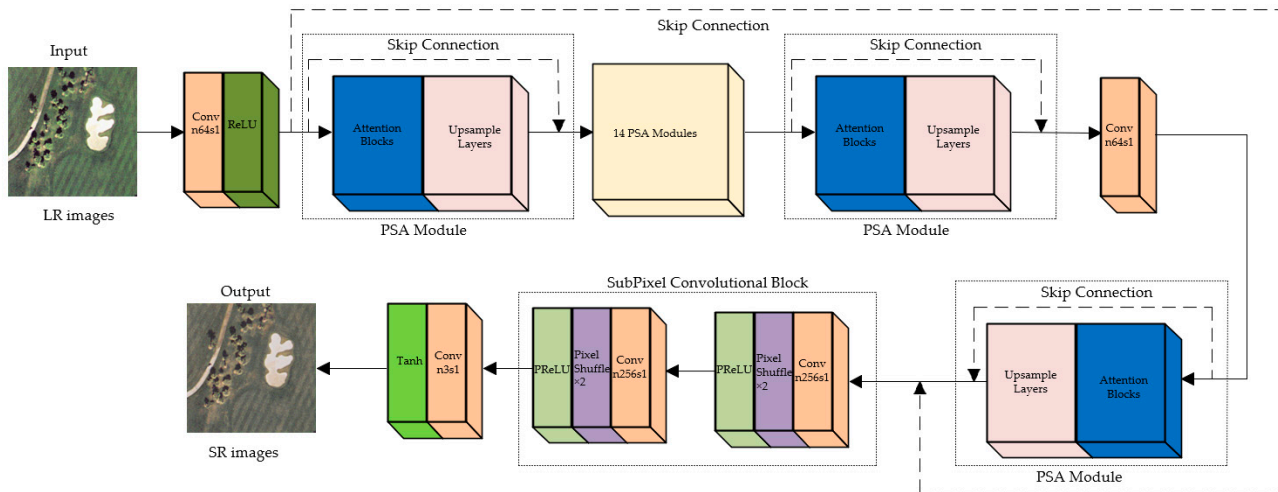 Skip Connection
Input
Skip Connection
Skip Connection
Conv
n64s1
ReLU
Attention
Blocks
Upsample
Layers
14 PSA Modules
Attention
Blocks
Upsample
Layers
Conv
n64s1
LR images
PSA Module
PSA Module
SubPixel Convolutional Block
Output
Skip Connection
Tanh
Conv
n3s1
PReLU
Pixel
Shuffle
×2
Conv
n256s1
PReLU
Pixel
Shuffle
×2
Conv
n256s1
Upsample
Layers
Attention
Blocks
SR images
PSA Module